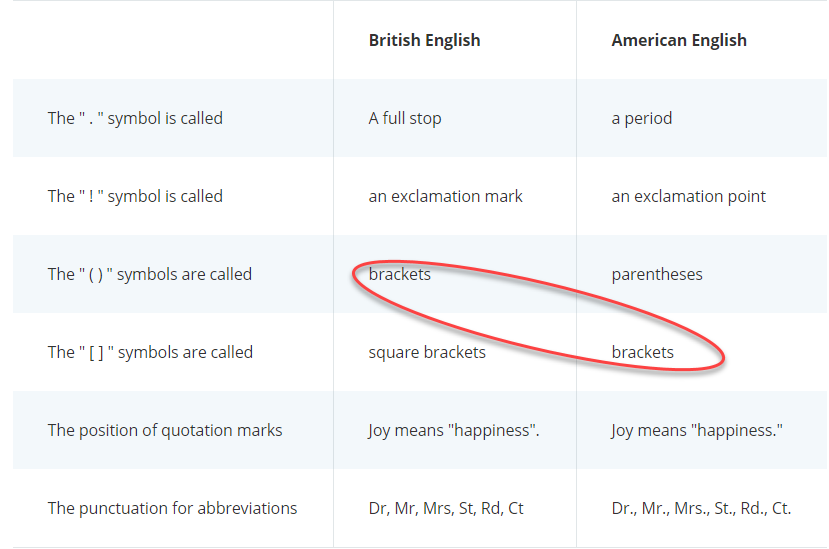 British English American English
The " . " symbol is called A full stop a period
The " ! " symbol is called an exclamation mark an exclamation point
The " ( ) " symbols are called brackets parentheses
The " [ ] " symbols are called square brackets brackets
The position of quotation marks Joy means "happiness". Joy means "happiness."
The punctuation for abbreviations Dr, Mr, Mrs, St, Rd, Ct Dr., Mr., Mrs., St., Rd., Ct.